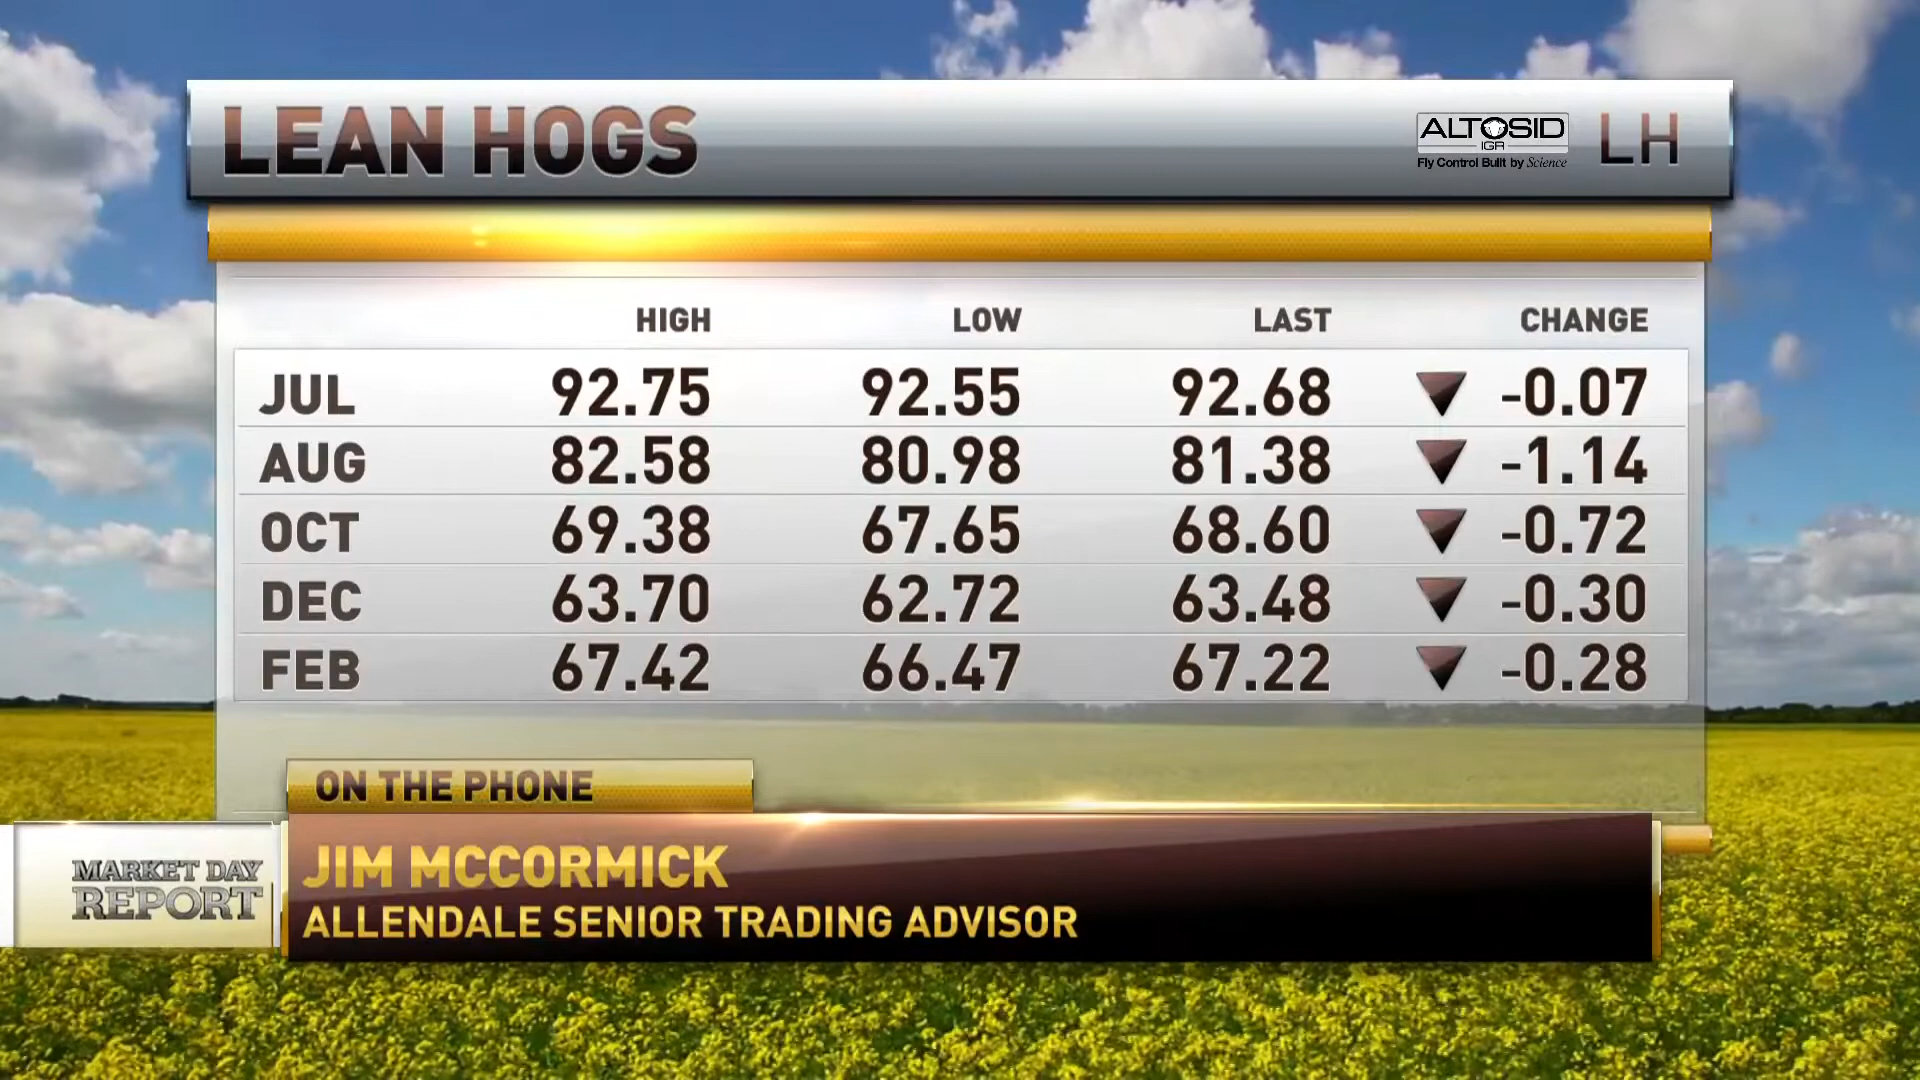 LEAN HOGS
ALTOSID
IGR
Fly Control Built by Science
LH
HIGH LOW LAST CHANGE
JUL 92.75 92.55 92.68 -0.07
AUG 82.58 80.98 81.38 -1.14
OCT 69.38 67.65 68.60 -0.72
DEC 63.70 62.72 63.48 -0.30
FEB 67.42 66.47 67.22 -0.28
ON THE PHONE
MARKET DAY
REPORT
JIM MCCORMICK
ALLENDALE SENIOR TRADING ADVISOR